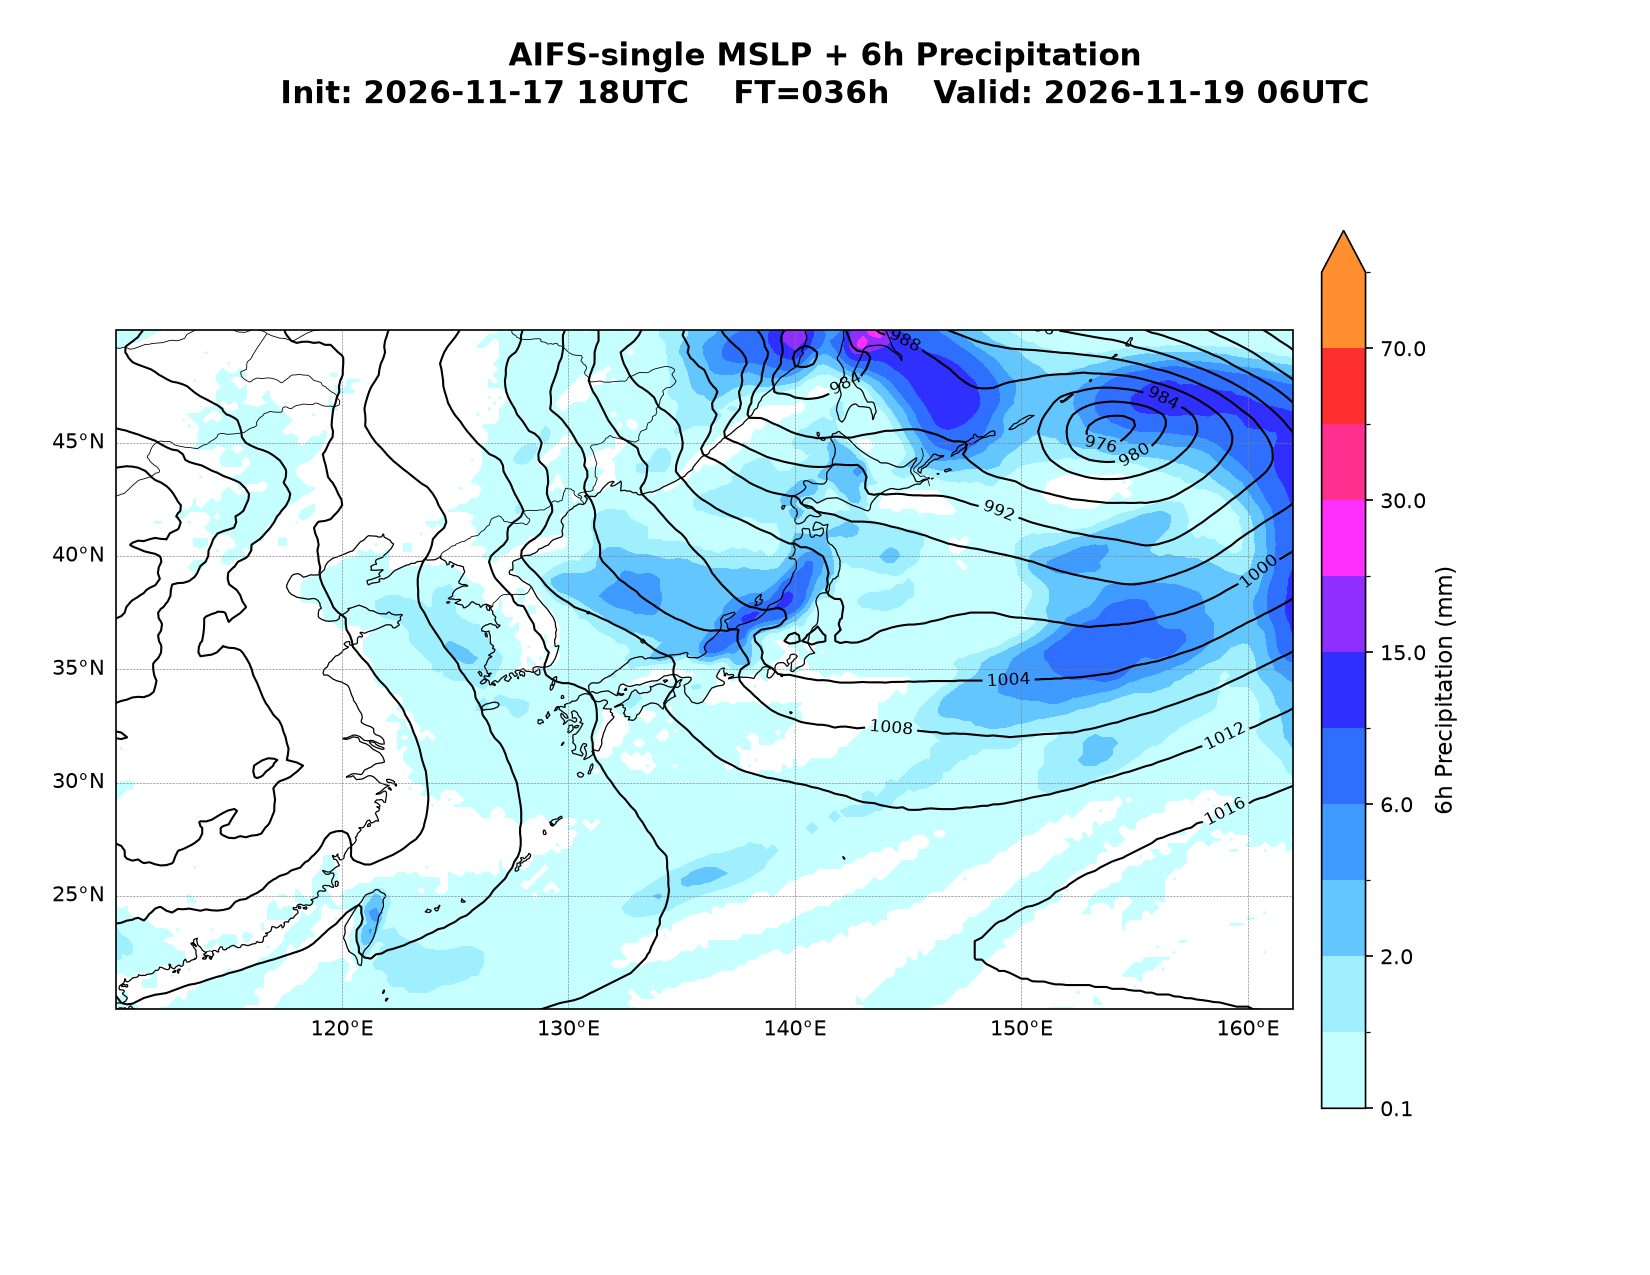 AIFS-single MSLP + 6h Precipitation
Init: 2026-11-17 18UTC    FT=036h    Valid: 2026-11-19 06UTC
988
984
984
976
980
992
1000
1004
1008
1012
1016
45°N
40°N
35°N
30°N
25°N
120°E
130°E
140°E
150°E
160°E
70.0
30.0
15.0
6.0
2.0
0.1
6h Precipitation (mm)